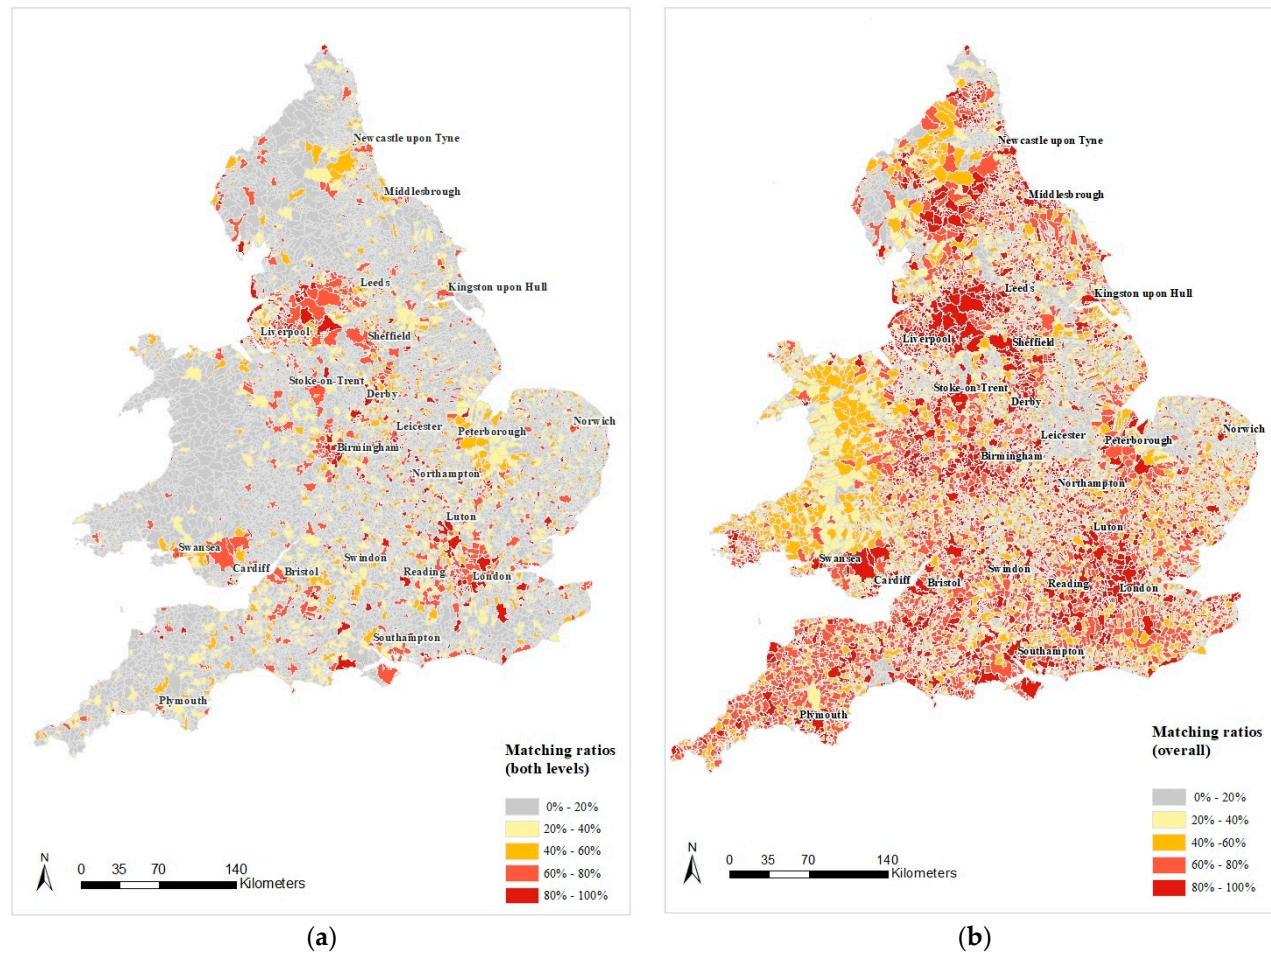 Newcastle upon Tyne
Middlesbrough
Leeds
Kingston upon Hull
Liverpool
Sheffield
Stoke-on-Trent
Derby
Leicester
Norwich
Peterborough
Birmingham
Northampton
Luton
Swansea
Cardiff
Bristol
Swindon
Reading
London
Southampton
Plymouth
Matching ratios
(both levels)
0% - 20%
20% - 40%
40% - 60%
60% - 80%
80% - 100%
N
0 35 70 140
Kilometers
(a)
Newcastle upon Tyne
Middlesbrough
Leeds
Kingston upon Hull
Liverpool
Sheffield
Stoke-on-Trent
Derby
Leicester
Norwich
Peterborough
Birmingham
Northampton
Luton
Swansea
Cardiff
Bristol
Swindon
Reading
London
Southampton
Plymouth
Matching ratios
(overall)
0% - 20%
20% - 40%
40% -60%
60% - 80%
80% - 100%
N
0 35 70 140
Kilometers
(b)